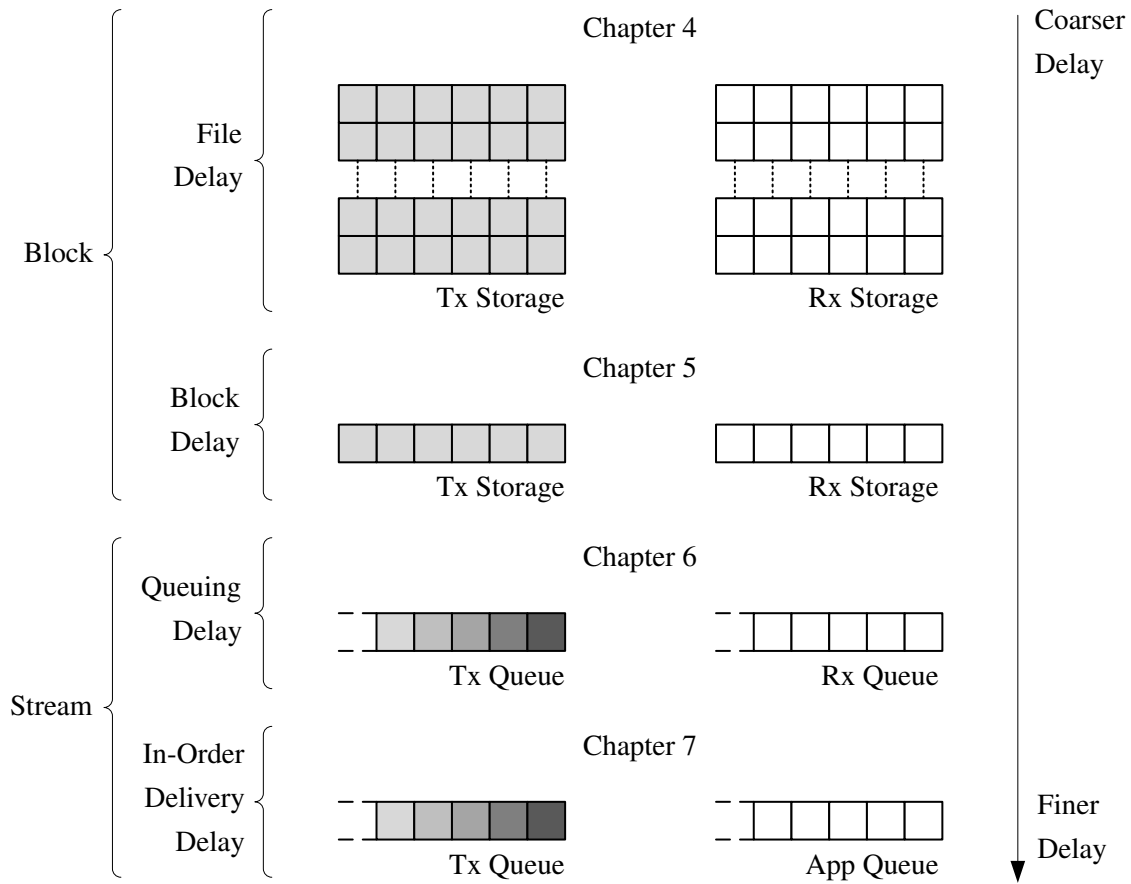 Chapter 4
Coarser
Delay
File
Delay
Block
Tx Storage
Rx Storage
Chapter 5
Block
Delay
Tx Storage
Rx Storage
Chapter 6
Queuing
Delay
Tx Queue
Rx Queue
Stream
Chapter 7
In-Order
Delivery
Delay
Tx Queue
App Queue
Finer
Delay